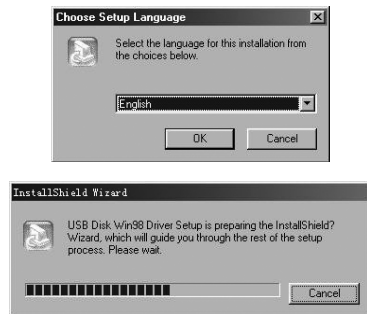 Choose Setup Language
Select the language for this installation from
the choices below.
English
OK
Cancel
InstallShield Wizard
USB Disk Win98 Driver Setup is preparing the InstallShield?
Wizard, which will guide you through the rest of the setup
process. Please wait.
Cancel